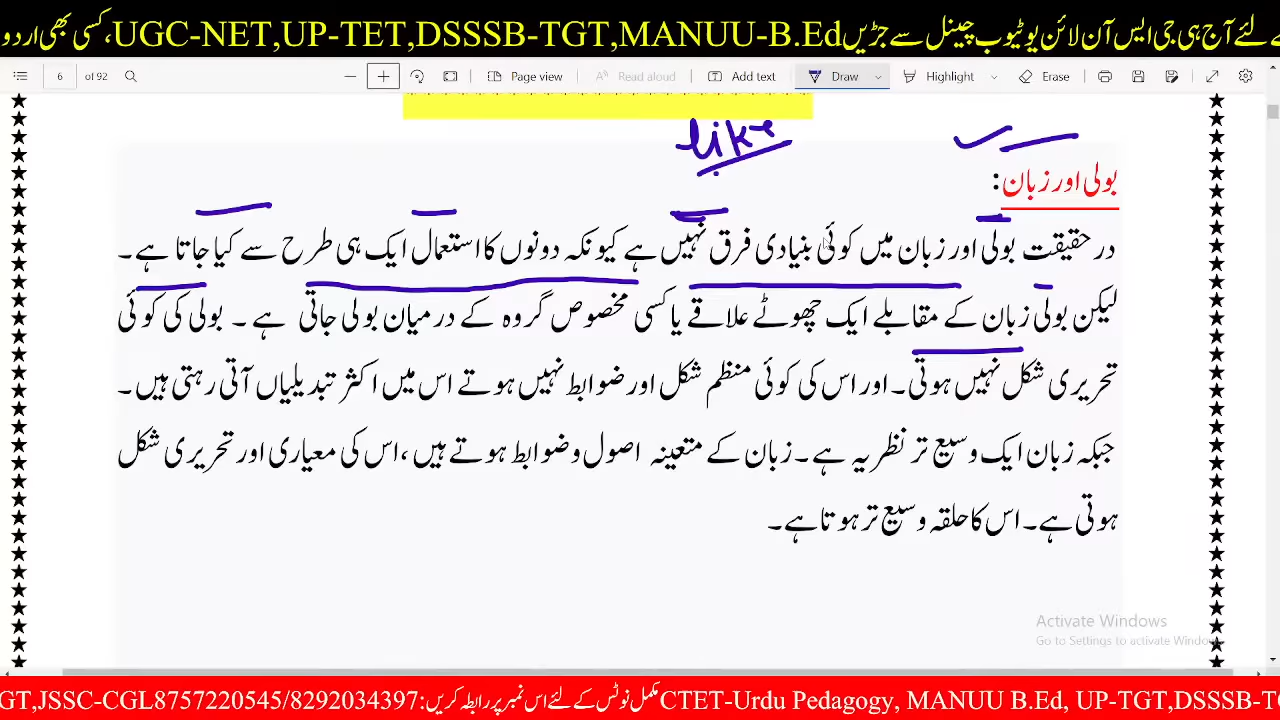 کے لئے آج ہی جی ایس آن لائن یوٹیوب چینل سے جڑیں UGC-NET,UP-TET,DSSSB-TGT,MANUU-B.Ed، کسی بھی اردو
6 of 92 Page view Read aloud Add text Draw Highlight Erase
like
بولی اور زبان:
در حقیقت بولی اور زبان میں کوئی بنیادی فرق نہیں ہے کیونکہ دونوں کا استعمال ایک ہی طرح سے کیا جاتا ہے۔
لیکن بولی زبان کے مقابلے ایک چھوٹے علاقے یا کسی مخصوص گروہ کے درمیان بولی جاتی ہے۔ بولی کی کوئی
تحریری شکل نہیں ہوتی۔ اور اس کی کوئی منظم شکل اور ضوابط نہیں ہوتے اس میں اکثر تبدیلیاں آتی رہتی ہیں۔
جبکہ زبان ایک وسیع تر نظریہ ہے۔ زبان کے متعینہ اصول و ضوابط ہوتے ہیں، اس کی معیاری اور تحریری شکل
ہوتی ہے۔ اس کا حلقہ وسیع تر ہوتا ہے۔
Activate Windows
Go to Settings to activate Windows
GT,JSSC-CGL8757220545/8292034397:مکمل نوٹس کے لئے اس نمبر پر رابطہ کریں CTET-Urdu Pedagogy, MANUU B.Ed, UP-TGT,DSSSB-TG